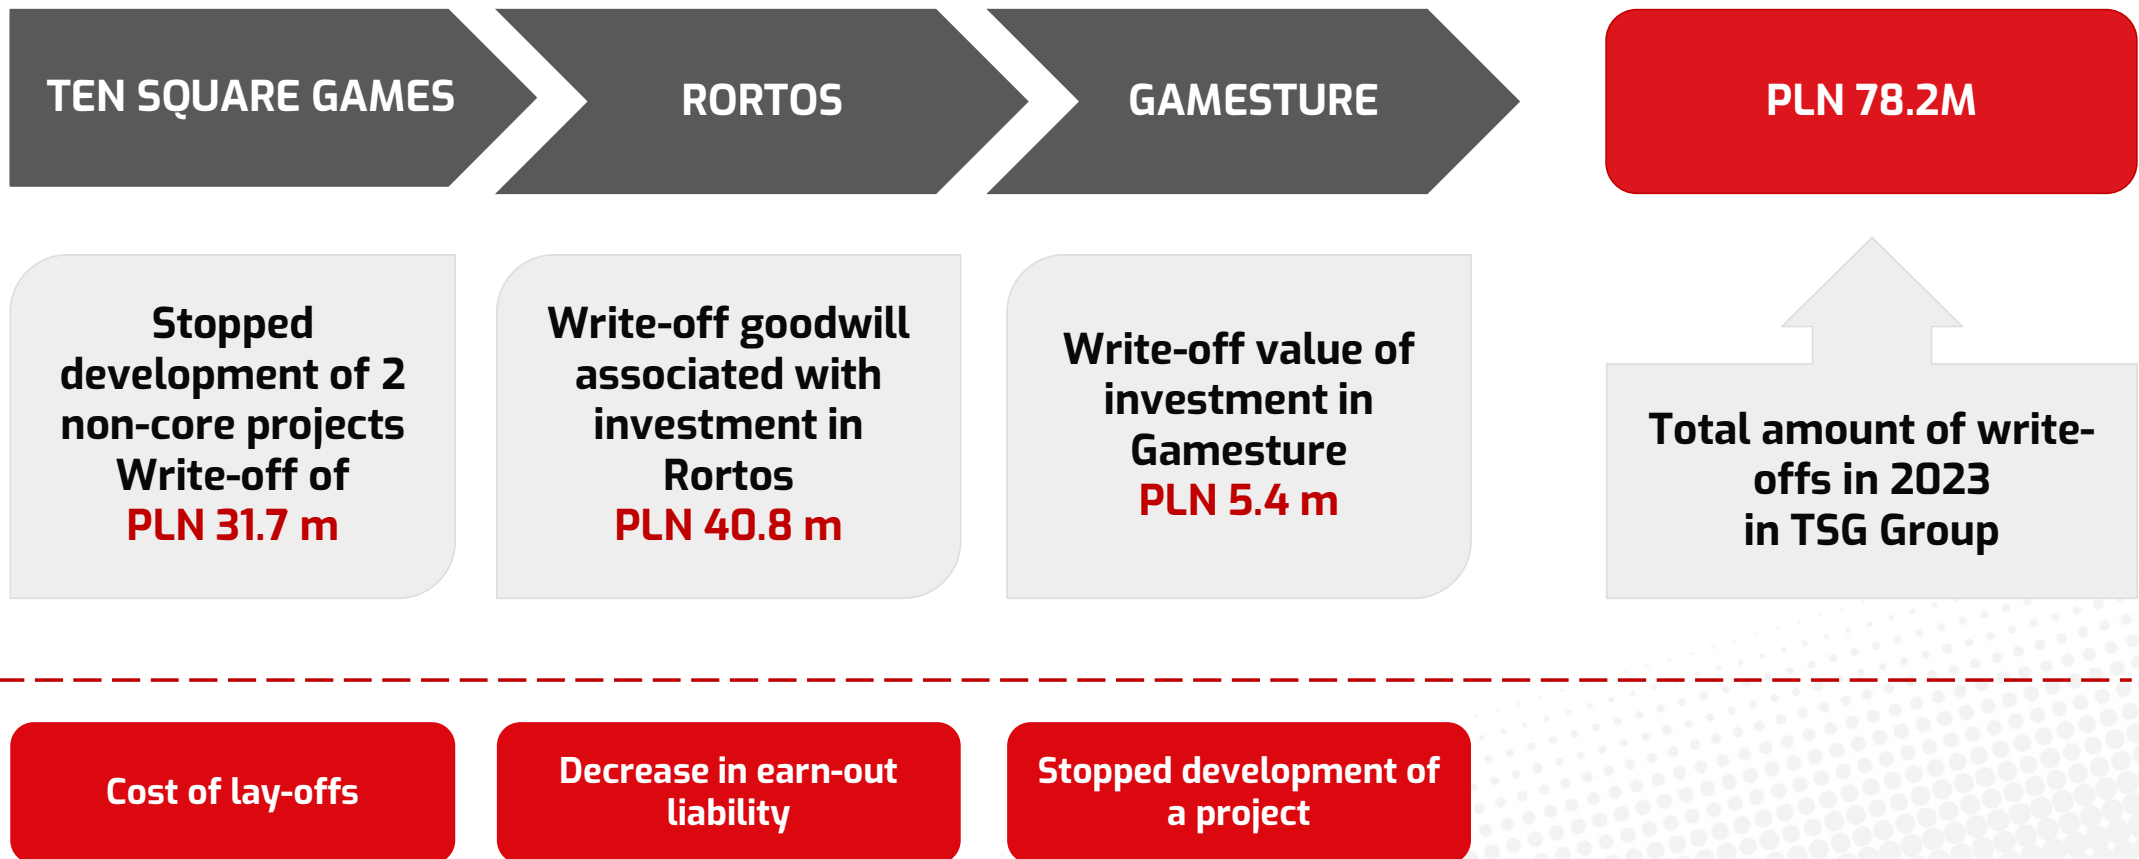 TEN SQUARE GAMES
RORTOS
GAMESTURE
PLN 78.2M
Stopped
development of 2
non-core projects
Write-off of
PLN 31.7 m
Write-off goodwill
associated with
investment in
Rortos
PLN 40.8 m
Write-off value of
investment in
Gamesture
PLN 5.4 m
Total amount of write-
offs in 2023
in TSG Group
Cost of lay-offs
Decrease in earn-out
liability
Stopped development of
a project